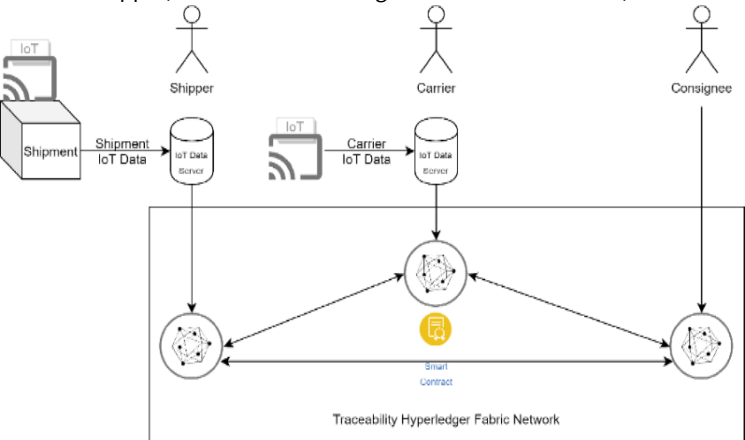 IoT
Shipper
Carrier
Consignee
Shipment
Shipment
IoT Data
IoT Data
Server
IoT
Carrier
IoT Data
IoT Data
Server
Smart
Contract
Traceability Hyperledger Fabric Network